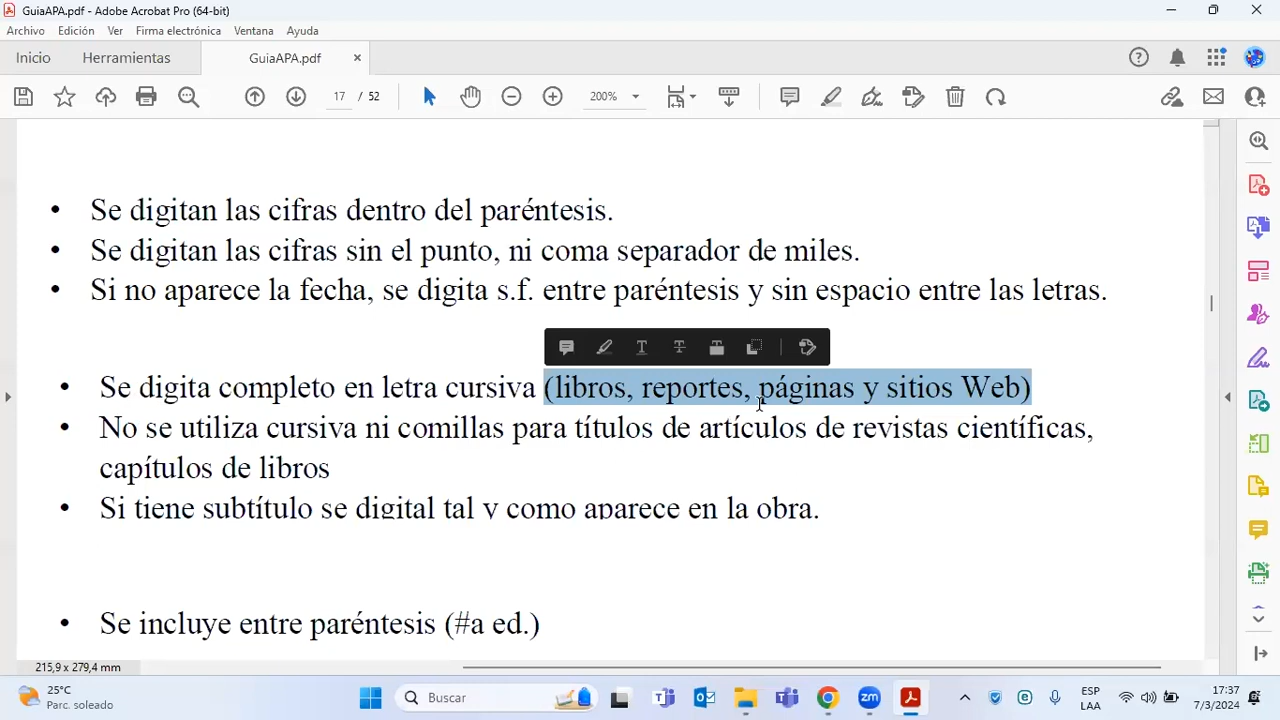 GuiaAPA.pdf - Adobe Acrobat Pro (64-bit)
Archivo Edición Ver Firma electrónica Ventana Ayuda
Inicio Herramientas GuiaAPA.pdf
17 / 52 200%
• Se digitan las cifras dentro del paréntesis.
• Se digitan las cifras sin el punto, ni coma separador de miles.
• Si no aparece la fecha, se digita s.f. entre paréntesis y sin espacio entre las letras.
• Se digita completo en letra cursiva (libros, reportes, páginas y sitios Web)
• No se utiliza cursiva ni comillas para títulos de artículos de revistas científicas,
capítulos de libros
• Si tiene subtítulo se digital tal y como aparece en la obra.
• Se incluye entre paréntesis (#a ed.)
215,9 x 279,4 mm
25°C
Parc. soleado
Buscar
zm
ESP
LAA
17:37
7/3/2024